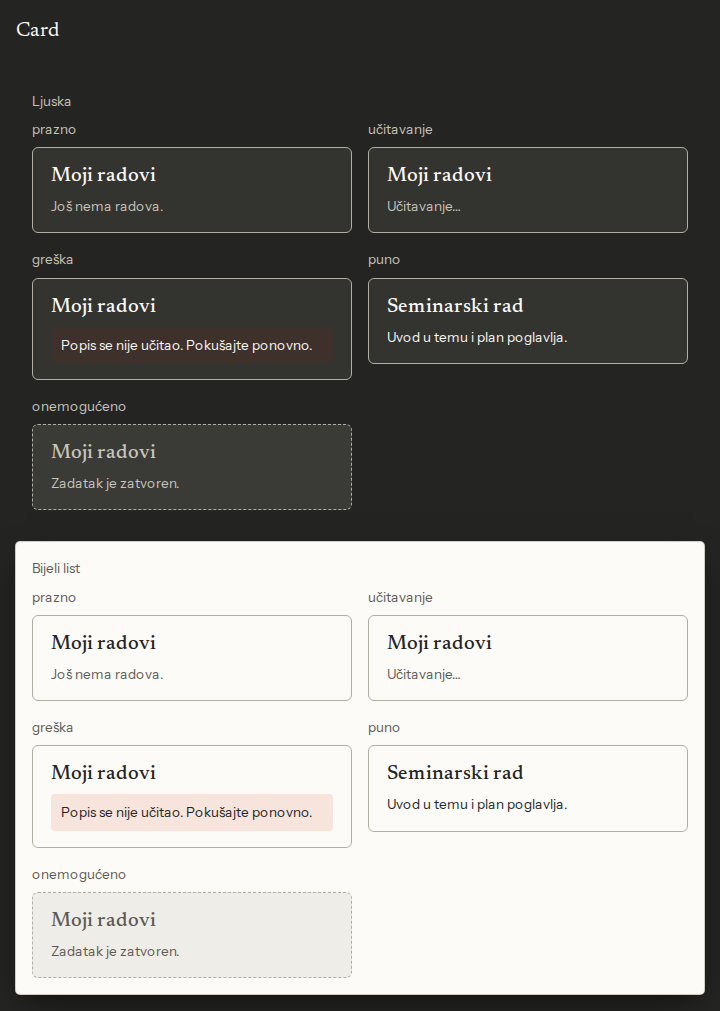 Card
Ljuska
prazno
učitavanje
Moji radovi
Još nema radova.
Moji radovi
Učitavanje…
greška
puno
Moji radovi
Popis se nije učitao. Pokušajte ponovno.
Seminarski rad
Uvod u temu i plan poglavlja.
onemogućeno
Moji radovi
Zadatak je zatvoren.
Bijeli list
prazno
učitavanje
Moji radovi
Još nema radova.
Moji radovi
Učitavanje…
greška
puno
Moji radovi
Popis se nije učitao. Pokušajte ponovno.
Seminarski rad
Uvod u temu i plan poglavlja.
onemogućeno
Moji radovi
Zadatak je zatvoren.